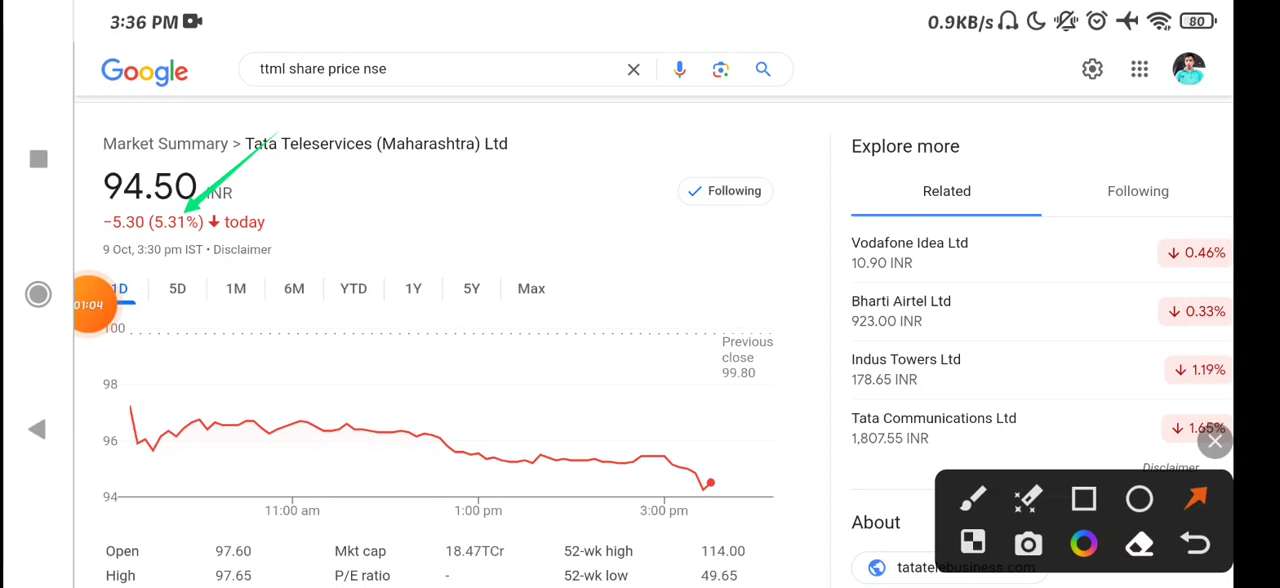 3:36 PM
0.9KB/s
80
Google
ttml share price nse
Market Summary > Tata Teleservices (Maharashtra) Ltd
94.50 INR
Following
−5.30 (5.31%) today
9 Oct, 3:30 pm IST • Disclaimer
1D
5D
1M
6M
YTD
1Y
5Y
Max
01:04
100
98
96
94
Previous
close
99.80
11:00 am
1:00 pm
3:00 pm
Open 97.60
Mkt cap 18.47TCr
52-wk high 114.00
High 97.65
P/E ratio -
52-wk low 49.65
Explore more
Related
Following
Vodafone Idea Ltd
10.90 INR
0.46%
Bharti Airtel Ltd
923.00 INR
0.33%
Indus Towers Ltd
178.65 INR
1.19%
Tata Communications Ltd
1,807.55 INR
1.65%
Disclaimer
About
tatatelebusiness.com